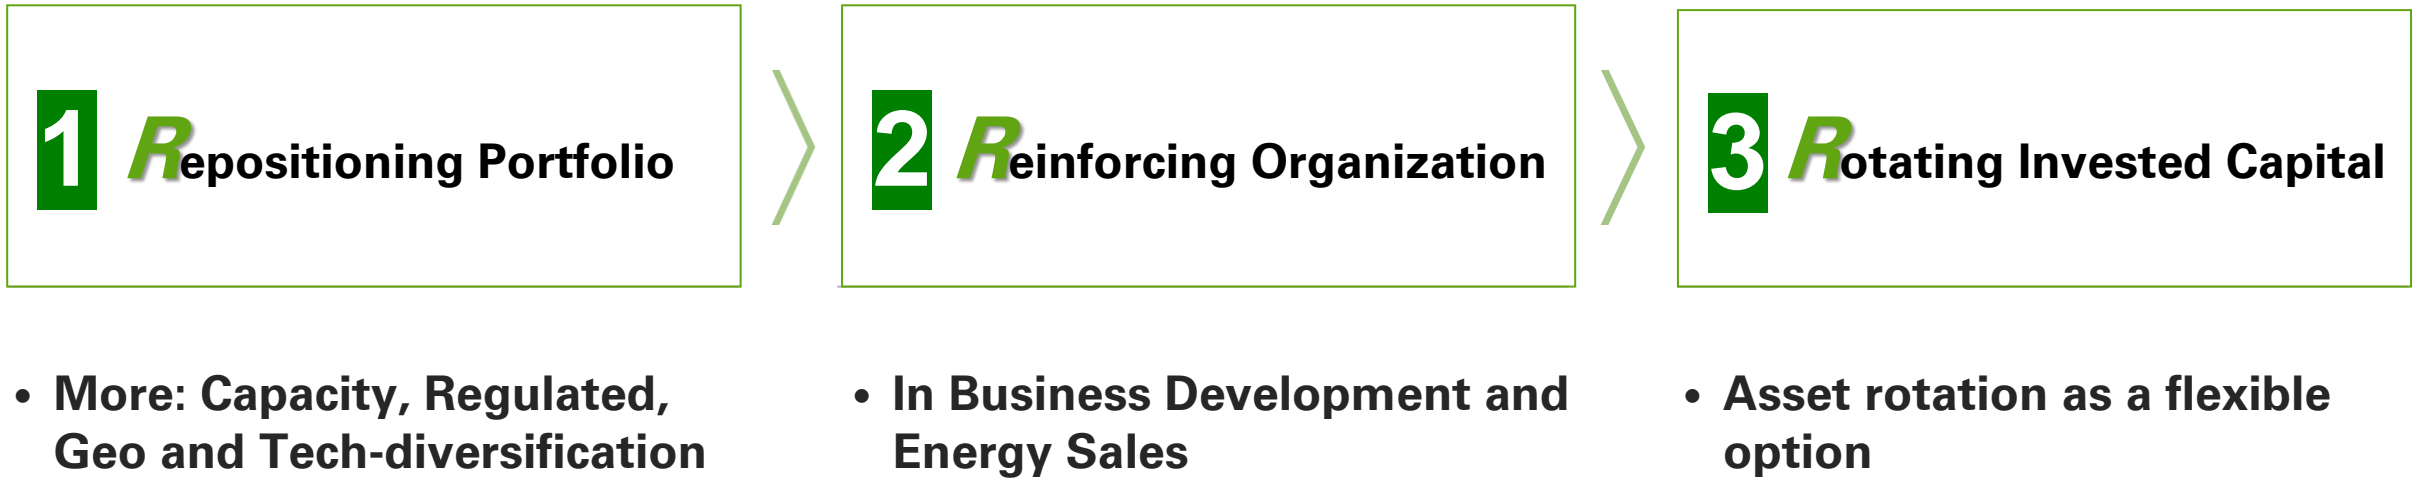 1 Repositioning Portfolio
2 Reinforcing Organization
3 Rotating Invested Capital
• More: Capacity, Regulated,
Geo and Tech-diversification
• In Business Development and
Energy Sales
• Asset rotation as a flexible
option